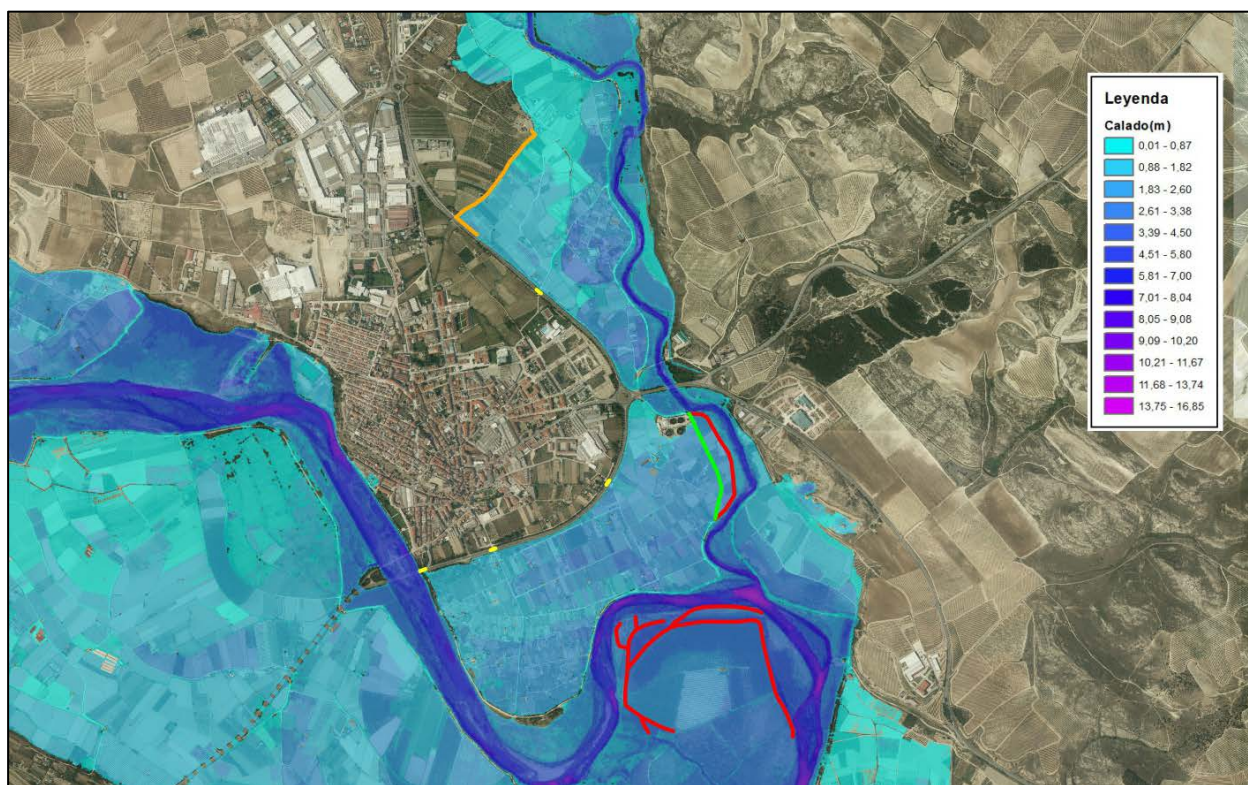 Leyenda
Calado(m)
0,01 - 0,87
0,88 - 1,82
1,83 - 2,60
2,61 - 3,38
3,39 - 4,50
4,51 - 5,80
5,81 - 7,00
7,01 - 8,04
8,05 - 9,08
9,09 - 10,20
10,21 - 11,67
11,68 - 13,74
13,75 - 16,85